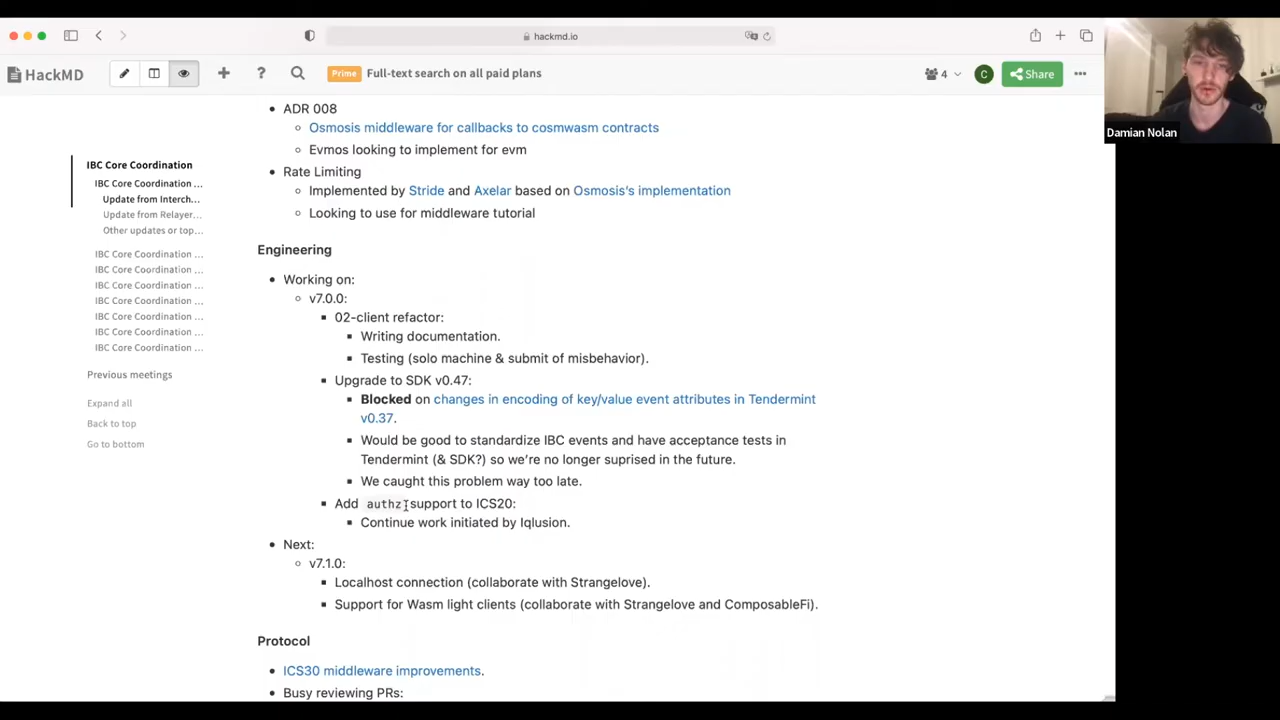 hackmd.io
HackMD
Prime
Full-text search on all paid plans
4
C
Share
Damian Nolan
IBC Core Coordination
IBC Core Coordination ...
Update from Interch...
Update from Relayer...
Other updates or top...
IBC Core Coordination ...
IBC Core Coordination ...
IBC Core Coordination ...
IBC Core Coordination ...
IBC Core Coordination ...
IBC Core Coordination ...
IBC Core Coordination ...
Previous meetings
Expand all
Back to top
Go to bottom
ADR 008
Osmosis middleware for callbacks to cosmwasm contracts
Evmos looking to implement for evm
Rate Limiting
Implemented by Stride and Axelar based on Osmosis's implementation
Looking to use for middleware tutorial
Engineering
Working on:
v7.0.0:
02-client refactor:
Writing documentation.
Testing (solo machine & submit of misbehavior).
Upgrade to SDK v0.47:
Blocked on changes in encoding of key/value event attributes in Tendermint
v0.37.
Would be good to standardize IBC events and have acceptance tests in
Tendermint (& SDK?) so we're no longer suprised in the future.
We caught this problem way too late.
Add authz support to ICS20:
Continue work initiated by Iqlusion.
Next:
v7.1.0:
Localhost connection (collaborate with Strangelove).
Support for Wasm light clients (collaborate with Strangelove and ComposableFi).
Protocol
ICS30 middleware improvements.
Busy reviewing PRs: